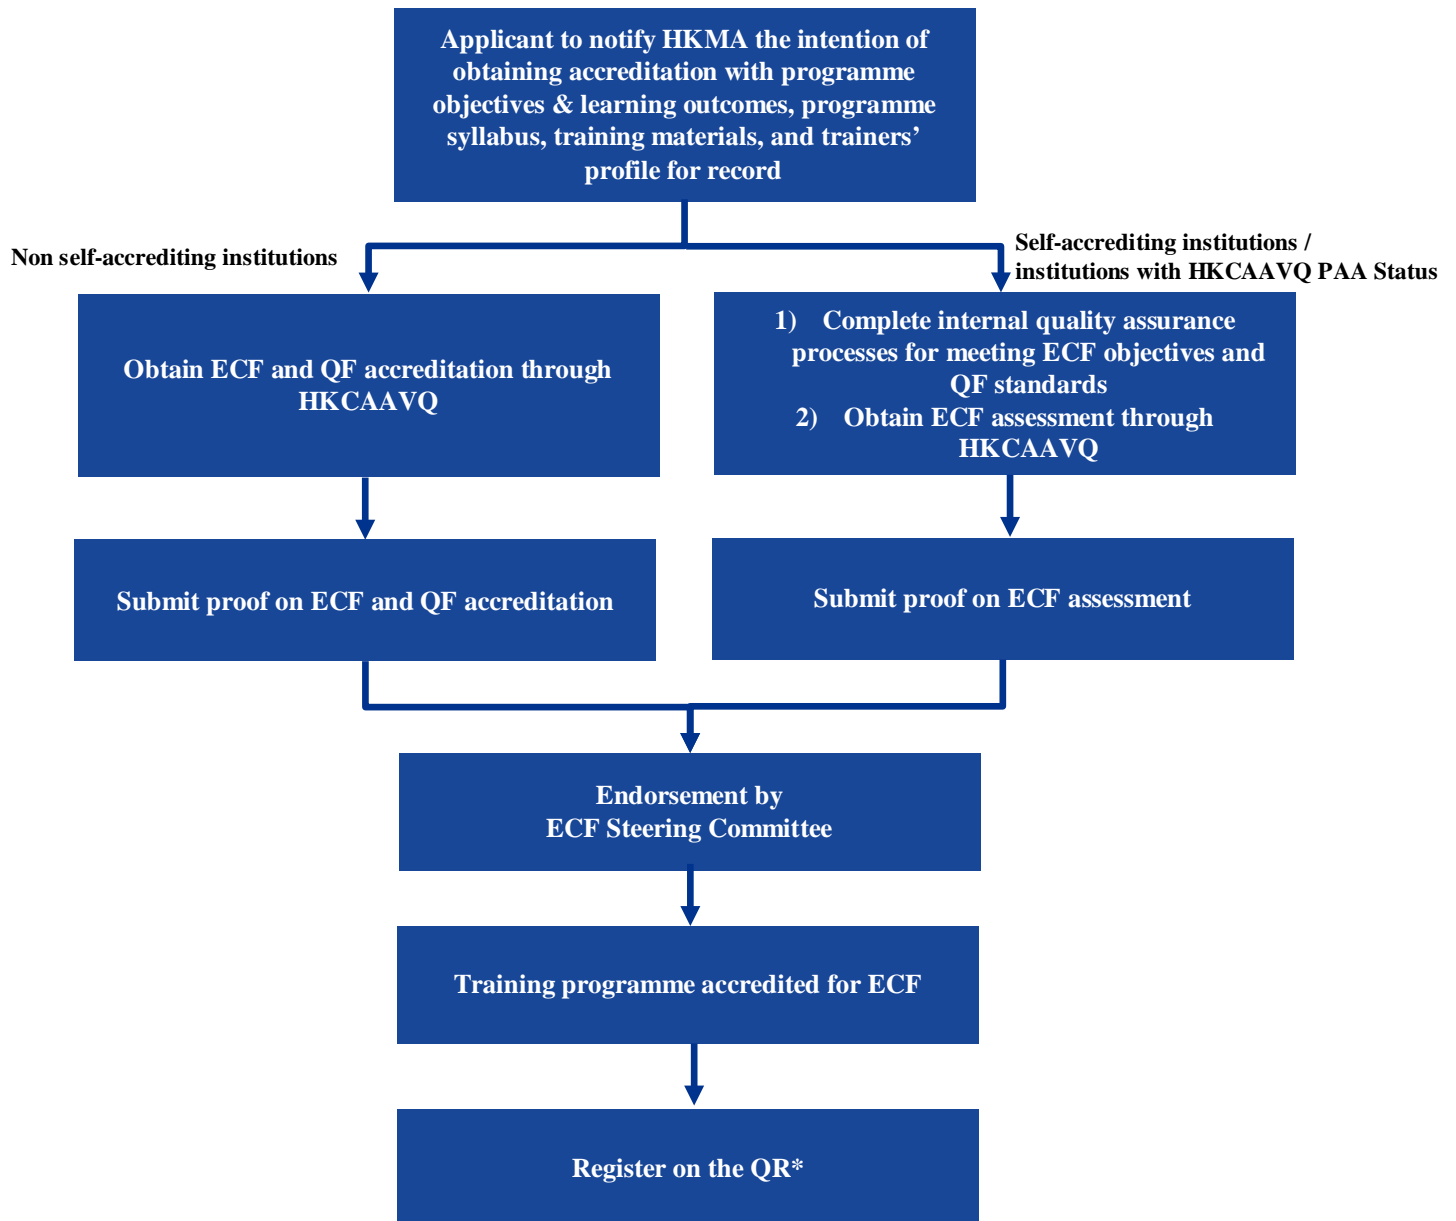 Applicant to notify HKMA the intention of
obtaining accreditation with programme
objectives & learning outcomes, programme
syllabus, training materials, and trainers’
profile for record
Non self-accrediting institutions
Self-accrediting institutions /
institutions with HKCAAVQ PAA Status
Obtain ECF and QF accreditation through
HKCAAVQ
1) Complete internal quality assurance
processes for meeting ECF objectives and
QF standards
2) Obtain ECF assessment through
HKCAAVQ
Submit proof on ECF and QF accreditation
Submit proof on ECF assessment
Endorsement by
ECF Steering Committee
Training programme accredited for ECF
Register on the QR*